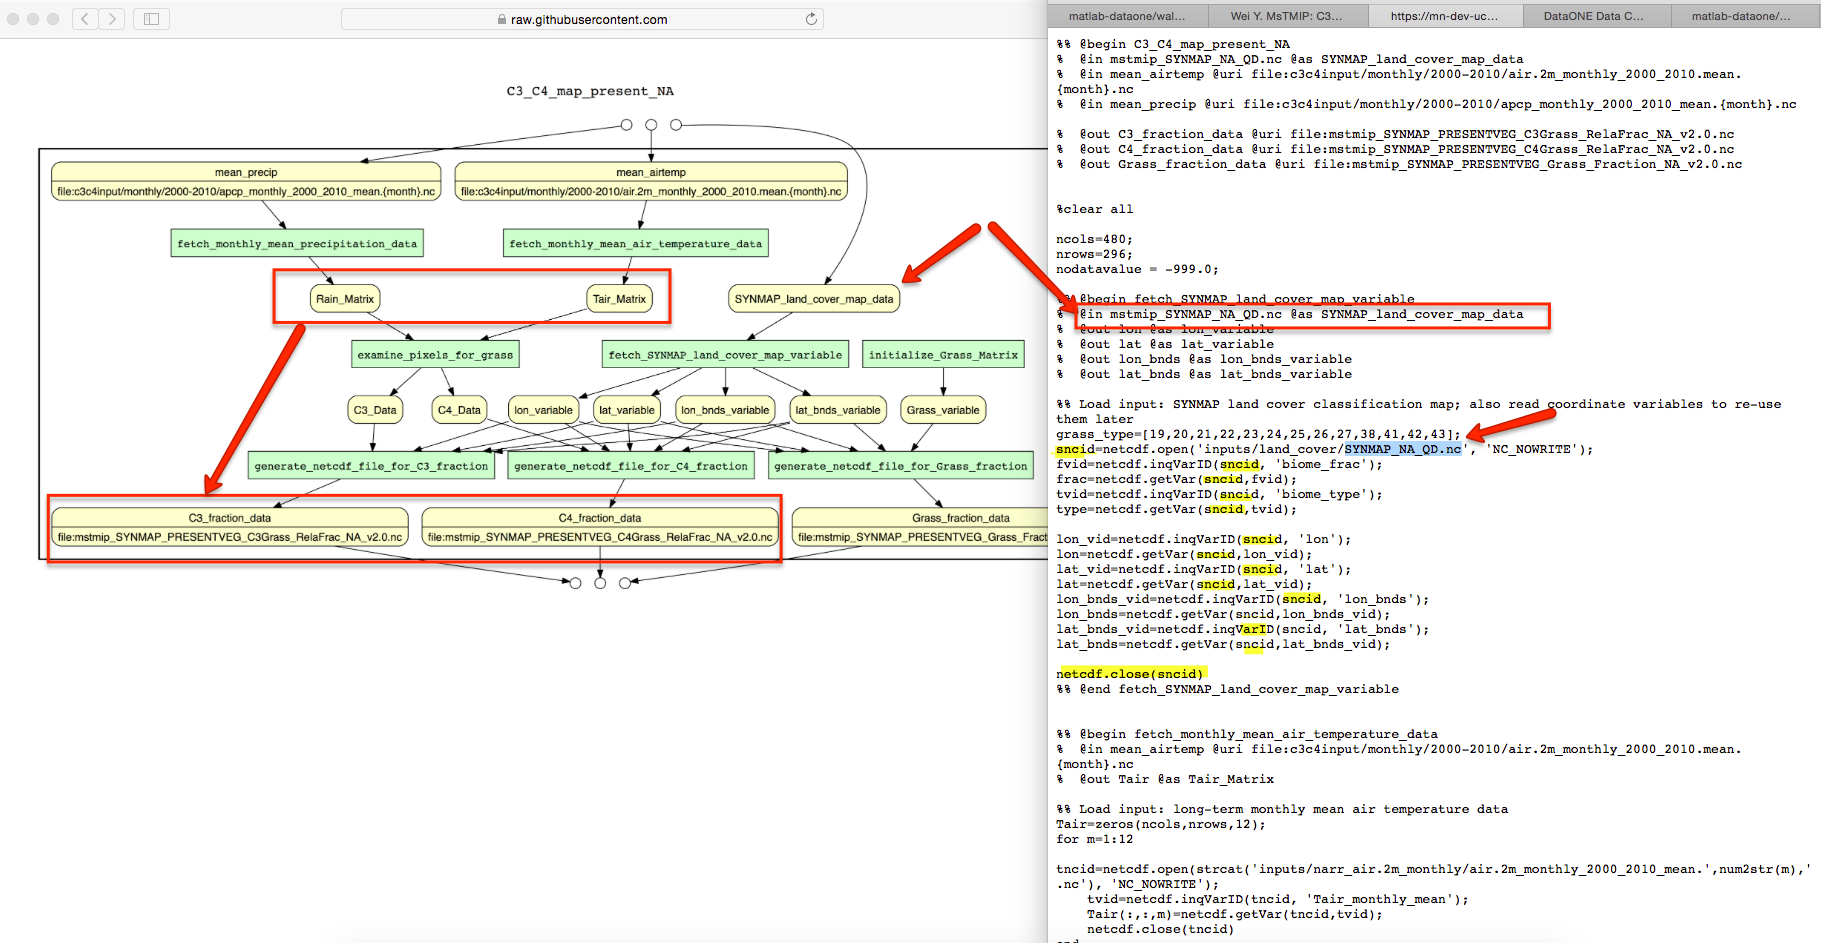 raw.githubusercontent.com
C3_C4_map_present_NA
mean_precip
file:c3c4input/monthly/2000-2010/apcp_monthly_2000_2010_mean.{month}.nc
mean_airtemp
file:c3c4input/monthly/2000-2010/air.2m_monthly_2000_2010.mean.{month}.nc
fetch_monthly_mean_precipitation_data
fetch_monthly_mean_air_temperature_data
Rain_Matrix
Tair_Matrix
SYNMAP_land_cover_map_data
examine_pixels_for_grass
fetch_SYNMAP_land_cover_map_variable
initialize_Grass_Matrix
C3_Data
C4_Data
lon_variable
lat_variable
lon_bnds_variable
lat_bnds_variable
Grass_variable
generate_netcdf_file_for_C3_fraction
generate_netcdf_file_for_C4_fraction
generate_netcdf_file_for_Grass_fraction
C3_fraction_data
file:mstmip_SYNMAP_PRESENTVEG_C3Grass_RelaFrac_NA_v2.0.nc
C4_fraction_data
file:mstmip_SYNMAP_PRESENTVEG_C4Grass_RelaFrac_NA_v2.0.nc
Grass_fraction_data
file:mstmip_SYNMAP_PRESENTVEG_Grass_Fract
matlab-dataone/wal...
Wei Y. MsTMIP: C3...
https://mn-dev-uc...
DataONE Data C...
matlab-dataone/...
%% @begin C3_C4_map_present_NA
%  @in mstmip_SYNMAP_NA_QD.nc @as SYNMAP_land_cover_map_data
%  @in mean_airtemp @uri file:c3c4input/monthly/2000-2010/air.2m_monthly_2000_2010.mean.
{month}.nc
%  @in mean_precip @uri file:c3c4input/monthly/2000-2010/apcp_monthly_2000_2010_mean.{month}.nc
%  @out C3_fraction_data @uri file:mstmip_SYNMAP_PRESENTVEG_C3Grass_RelaFrac_NA_v2.0.nc
%  @out C4_fraction_data @uri file:mstmip_SYNMAP_PRESENTVEG_C4Grass_RelaFrac_NA_v2.0.nc
%  @out Grass_fraction_data @uri file:mstmip_SYNMAP_PRESENTVEG_Grass_Fraction_NA_v2.0.nc
%clear all
ncols=480;
nrows=296;
nodatavalue = -999.0;
%% @begin fetch_SYNMAP_land_cover_map_variable
%  @in mstmip_SYNMAP_NA_QD.nc @as SYNMAP_land_cover_map_data
%  @out lon @as lon_variable
%  @out lat @as lat_variable
%  @out lon_bnds @as lon_bnds_variable
%  @out lat_bnds @as lat_bnds_variable
%% Load input: SYNMAP land cover classification map; also read coordinate variables to re-use
them later
grass_type=[19,20,21,22,23,24,25,26,27,38,41,42,43];
sncid=netcdf.open('inputs/land_cover/SYNMAP_NA_QD.nc', 'NC_NOWRITE');
fvid=netcdf.inqVarID(sncid, 'biome_frac');
frac=netcdf.getVar(sncid,fvid);
tvid=netcdf.inqVarID(sncid, 'biome_type');
type=netcdf.getVar(sncid,tvid);
lon_vid=netcdf.inqVarID(sncid, 'lon');
lon=netcdf.getVar(sncid,lon_vid);
lat_vid=netcdf.inqVarID(sncid, 'lat');
lat=netcdf.getVar(sncid,lat_vid);
lon_bnds_vid=netcdf.inqVarID(sncid, 'lon_bnds');
lon_bnds=netcdf.getVar(sncid,lon_bnds_vid);
lat_bnds_vid=netcdf.inqVarID(sncid, 'lat_bnds');
lat_bnds=netcdf.getVar(sncid,lat_bnds_vid);
netcdf.close(sncid)
%% @end fetch_SYNMAP_land_cover_map_variable
%% @begin fetch_monthly_mean_air_temperature_data
%  @in mean_airtemp @uri file:c3c4input/monthly/2000-2010/air.2m_monthly_2000_2010.mean.
{month}.nc
%  @out Tair @as Tair_Matrix
%% Load input: long-term monthly mean air temperature data
Tair=zeros(ncols,nrows,12);
for m=1:12
tncid=netcdf.open(strcat('inputs/narr_air.2m_monthly/air.2m_monthly_2000_2010_mean.',num2str(m),'
.nc'), 'NC_NOWRITE');
tvid=netcdf.inqVarID(tncid, 'Tair_monthly_mean');
Tair(:,:,m)=netcdf.getVar(tncid,tvid);
netcdf.close(tncid)